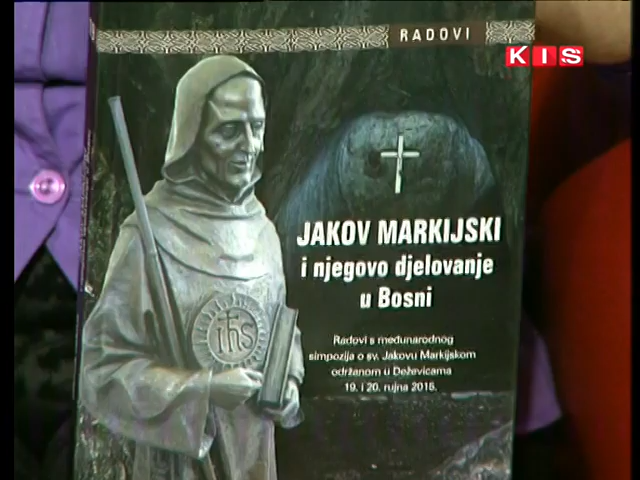 RADOVI
KIS
JAKOV MARKIJSKI
i njegovo djelovanje
u Bosni
Radovi s međunarodnog
simpozija o sv. Jakovu Markijskom
održanom u Deževicama
19. i 20. rujna 2015.
ihs